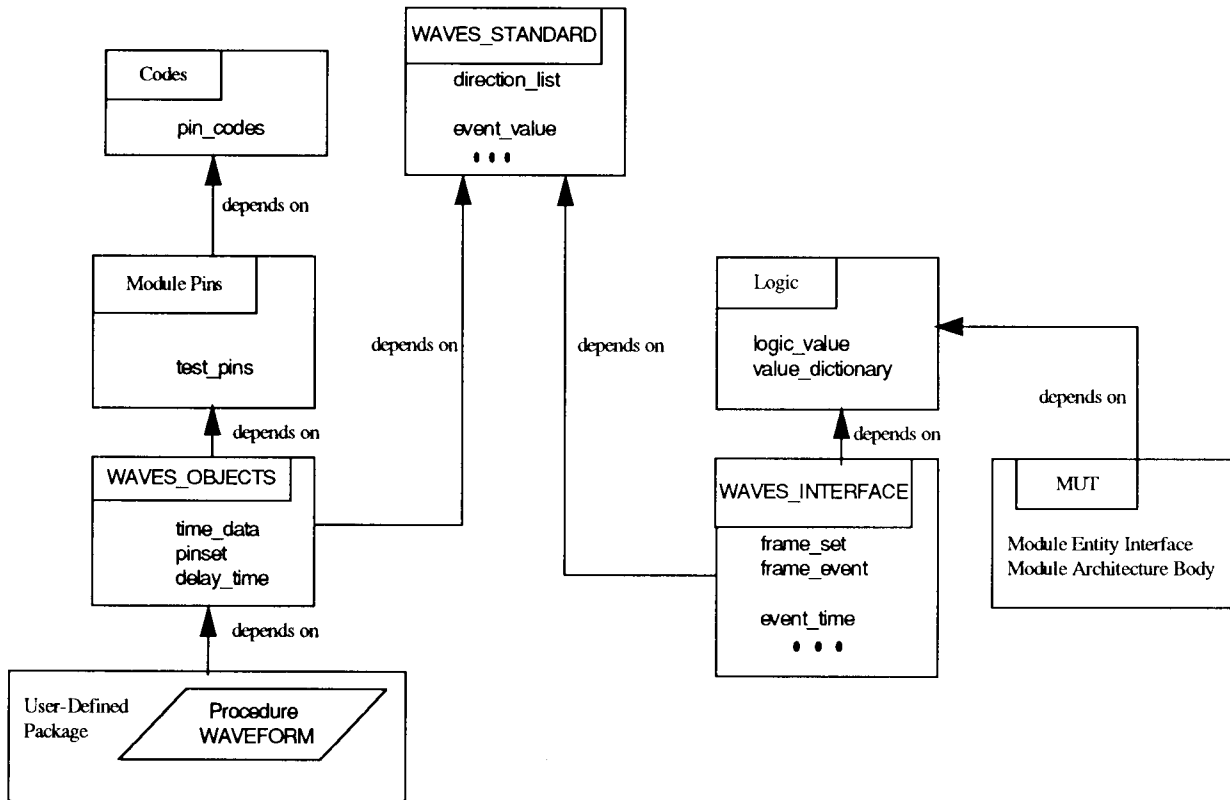 WAVES_STANDARD
direction_list
event_value
Codes
pin_codes
depends on
Module Pins
test_pins
depends on
depends on
Logic
logic_value
value_dictionary
depends on
depends on
WAVES_OBJECTS
time_data
pinset
delay_time
depends on
WAVES_INTERFACE
frame_set
frame_event
event_time
MUT
Module Entity Interface
Module Architecture Body
depends on
User-Defined
Package
Procedure
WAVEFORM
depends on